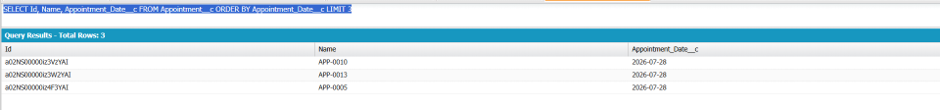 SELECT Id, Name, Appointment_Date__c FROM Appointment__c ORDER BY Appointment_Date__c LIMIT 3
Query Results - Total Rows: 3
Id Name Appointment_Date__c
a02NS00000Iz3VzYAI APP-0010 2026-07-28
a02NS00000Iz3W2YAI APP-0013 2026-07-28
a02NS00000Iz4F3YAI APP-0005 2026-07-28